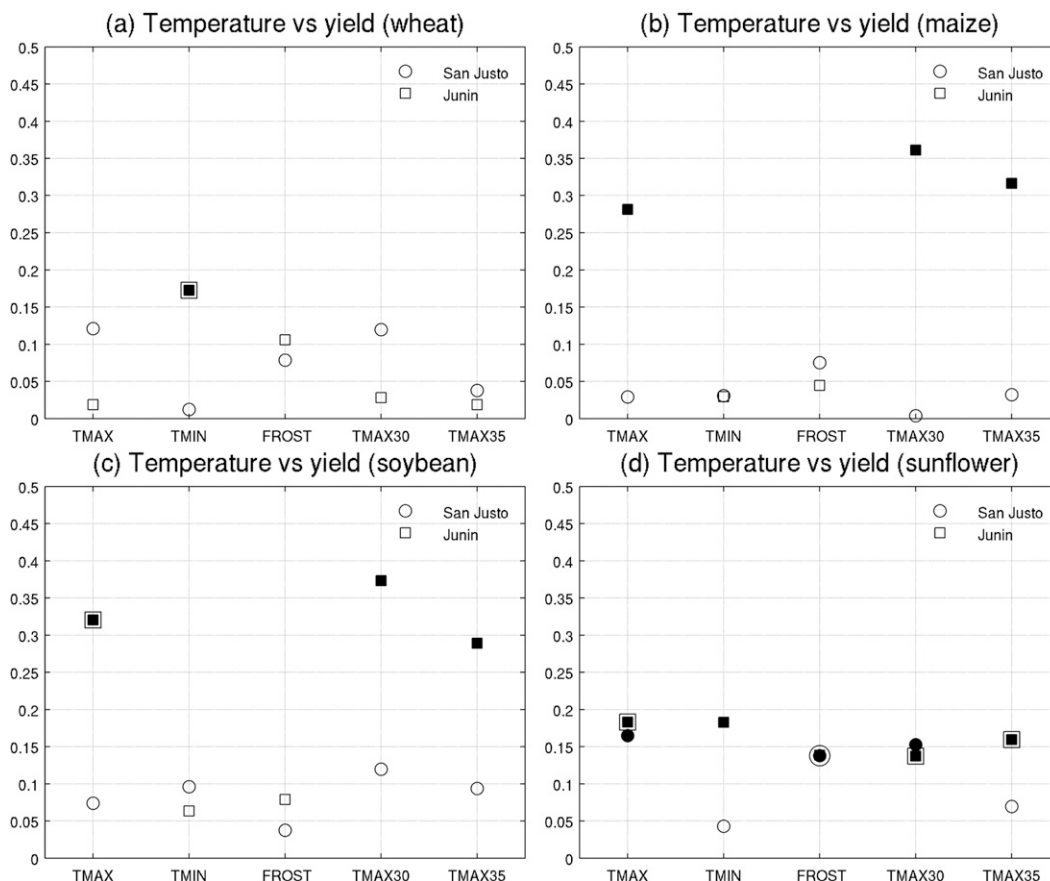 (a) Temperature vs yield (wheat)
0.5
0.45
0.4
0.35
0.3
0.25
0.2
0.15
0.1
0.05
0
San Justo
Junin
TMAX TMIN FROST TMAX30 TMAX35
(b) Temperature vs yield (maize)
0.5
0.45
0.4
0.35
0.3
0.25
0.2
0.15
0.1
0.05
0
San Justo
Junin
TMAX TMIN FROST TMAX30 TMAX35
(c) Temperature vs yield (soybean)
0.5
0.45
0.4
0.35
0.3
0.25
0.2
0.15
0.1
0.05
0
San Justo
Junin
TMAX TMIN FROST TMAX30 TMAX35
(d) Temperature vs yield (sunflower)
0.5
0.45
0.4
0.35
0.3
0.25
0.2
0.15
0.1
0.05
0
San Justo
Junin
TMAX TMIN FROST TMAX30 TMAX35